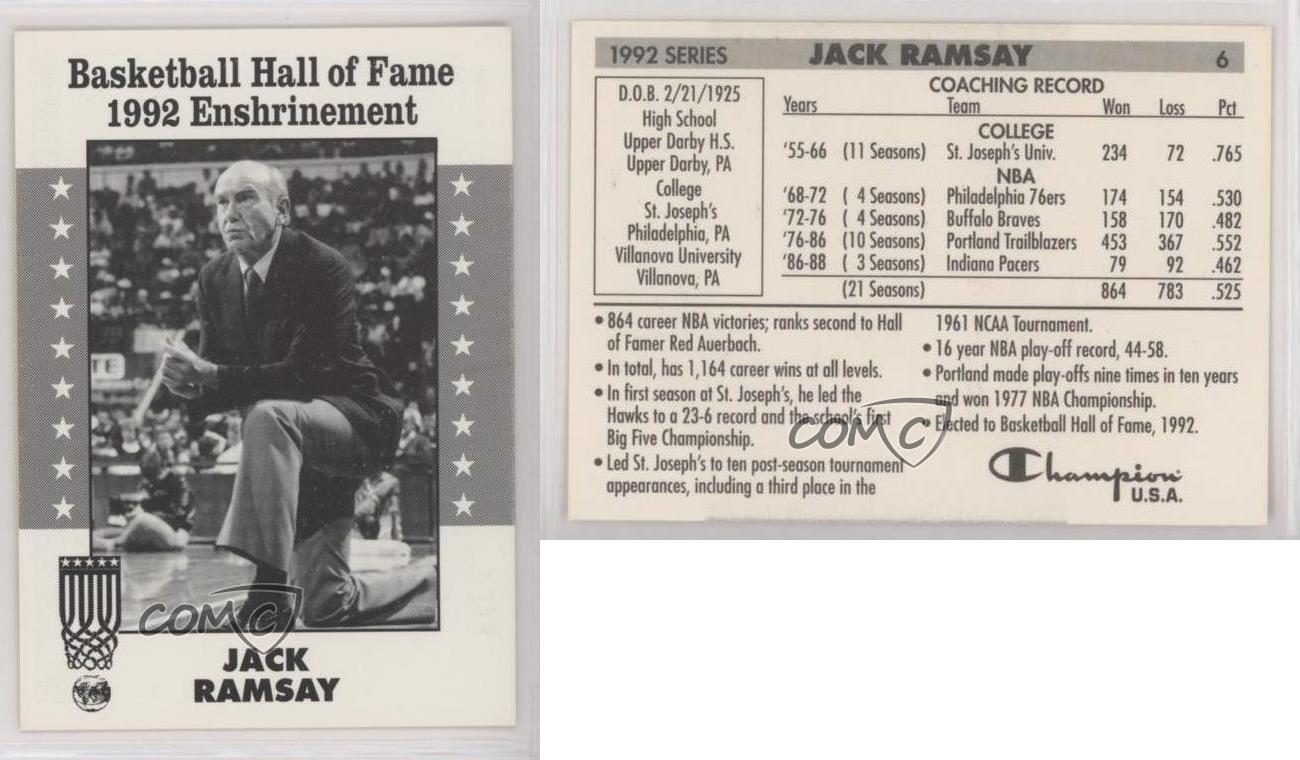 Basketball Hall of Fame
1992 Enshrinement
TE
COMC
JACK
RAMSAY
1992 SERIES JACK RAMSAY 6
D.O.B. 2/21/1925
High School
Upper Darby H.S.
Upper Darby, PA
College
St. Joseph's
Philadelphia, PA
Villanova University
Villanova, PA
COACHING RECORD
Years Team Won Loss Pct
COLLEGE
'55-66 (11 Seasons) St. Joseph's Univ. 234 72 .765
NBA
'68-72 ( 4 Seasons) Philadelphia 76ers 174 154 .530
'72-76 ( 4 Seasons) Buffalo Braves 158 170 .482
'76-86 (10 Seasons) Portland Trailblazers 453 367 .552
'86-88 ( 3 Seasons) Indiana Pacers 79 92 .462
(21 Seasons) 864 783 .525
• 864 career NBA victories; ranks second to Hall
of Famer Red Auerbach.
• In total, has 1,164 career wins at all levels.
• In first season at St. Joseph's, he led the
Hawks to a 23-6 record and the school's first
Big Five Championship.
• Led St. Joseph's to ten post-season tournament
appearances, including a third place in the
1961 NCAA Tournament.
• 16 year NBA play-off record, 44-58.
• Portland made play-offs nine times in ten years
and won 1977 NBA Championship.
• Elected to Basketball Hall of Fame, 1992.
COMC
Champion
U.S.A.